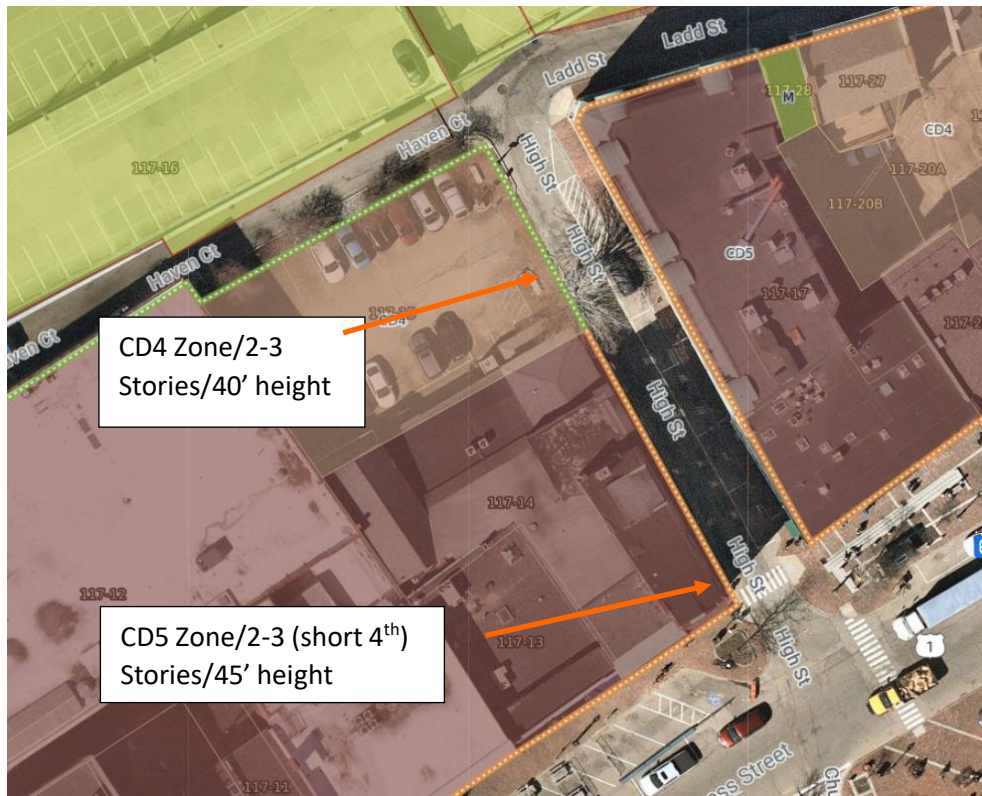 Ladd St
Ladd St
117-28
M
117-27
CD4
117-20A
117-20B
Haven Ct
High St
117-16
High St
CD5
117-17
Haven Ct
CD4
CD4 Zone/2-3
Stories/40’ height
High St
117-14
117-12
High St
CD5 Zone/2-3 (short 4th)
Stories/45’ height
117-13
High St
1
117-11